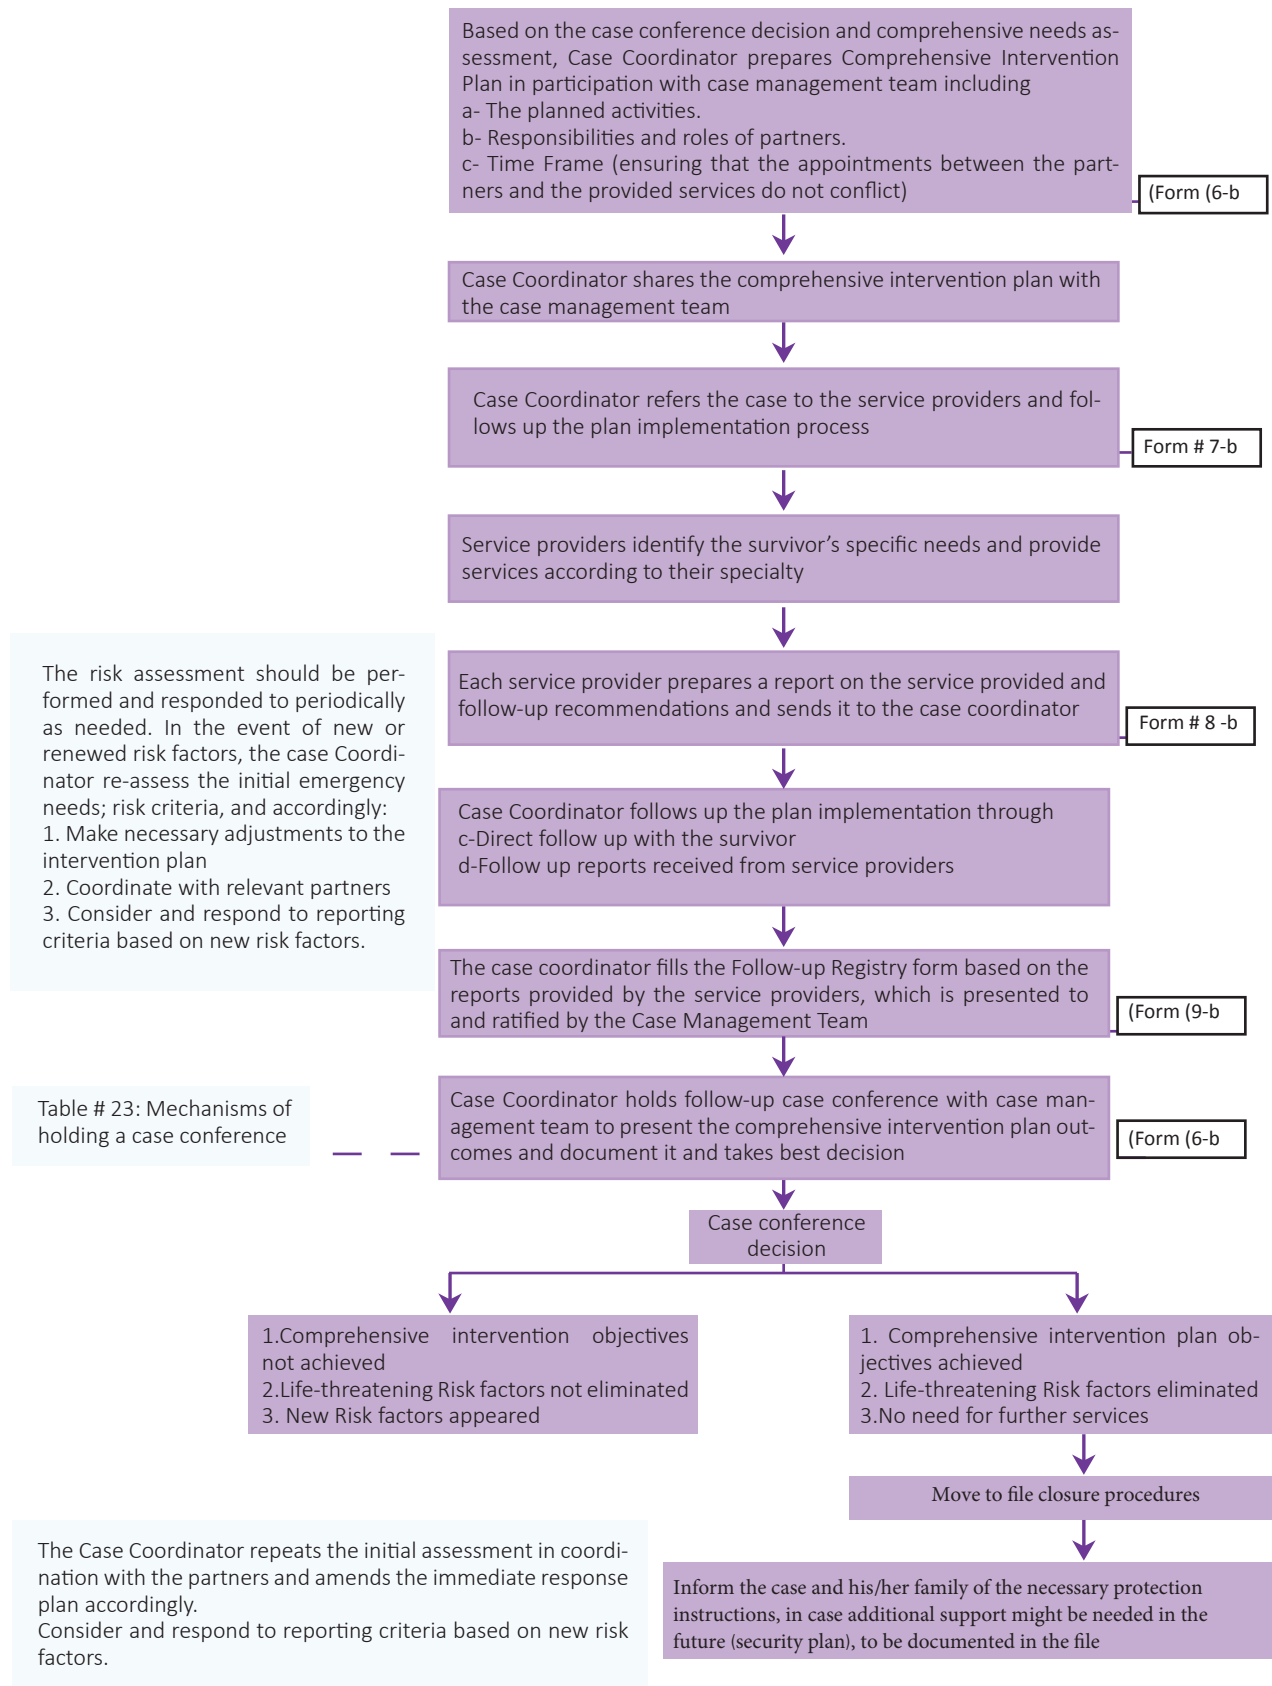 Based on the case conference decision and comprehensive needs as-
sessment, Case Coordinator prepares Comprehensive Intervention
Plan in participation with case management team including
a- The planned activities.
b- Responsibilities and roles of partners.
c- Time Frame (ensuring that the appointments between the part-
ners and the provided services do not conflict)
(Form (6-b
Case Coordinator shares the comprehensive intervention plan with
the case management team
Case Coordinator refers the case to the service providers and fol-
lows up the plan implementation process
Form # 7-b
Service providers identify the survivor's specific needs and provide
services according to their specialty
The risk assessment should be per-
formed and responded to periodically
as needed. In the event of new or
renewed risk factors, the case Coordi-
nator re-assess the initial emergency
needs; risk criteria, and accordingly:
1. Make necessary adjustments to the
intervention plan
2. Coordinate with relevant partners
3. Consider and respond to reporting
criteria based on new risk factors.
Each service provider prepares a report on the service provided and
follow-up recommendations and sends it to the case coordinator
Form # 8 -b
Case Coordinator follows up the plan implementation through
c-Direct follow up with the survivor
d-Follow up reports received from service providers
The case coordinator fills the Follow-up Registry form based on the
reports provided by the service providers, which is presented to
and ratified by the Case Management Team
(Form (9-b
Table # 23: Mechanisms of
holding a case conference
Case Coordinator holds follow-up case conference with case man-
agement team to present the comprehensive intervention plan out-
comes and document it and takes best decision
(Form (6-b
Case conference
decision
1.Comprehensive intervention objectives
not achieved
2.Life-threatening Risk factors not eliminated
3. New Risk factors appeared
1. Comprehensive intervention plan ob-
jectives achieved
2. Life-threatening Risk factors eliminated
3.No need for further services
Move to file closure procedures
The Case Coordinator repeats the initial assessment in coordi-
nation with the partners and amends the immediate response
plan accordingly.
Consider and respond to reporting criteria based on new risk
factors.
Inform the case and his/her family of the necessary protection
instructions, in case additional support might be needed in the
future (security plan), to be documented in the file